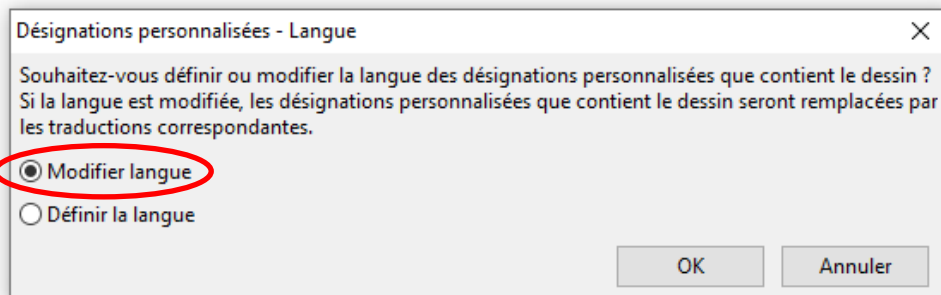 Désignations personnalisées - Langue
Souhaitez-vous définir ou modifier la langue des désignations personnalisées que contient le dessin ?
Si la langue est modifiée, les désignations personnalisées que contient le dessin seront remplacées par
les traductions correspondantes.
Modifier langue
Définir la langue
OK Annuler